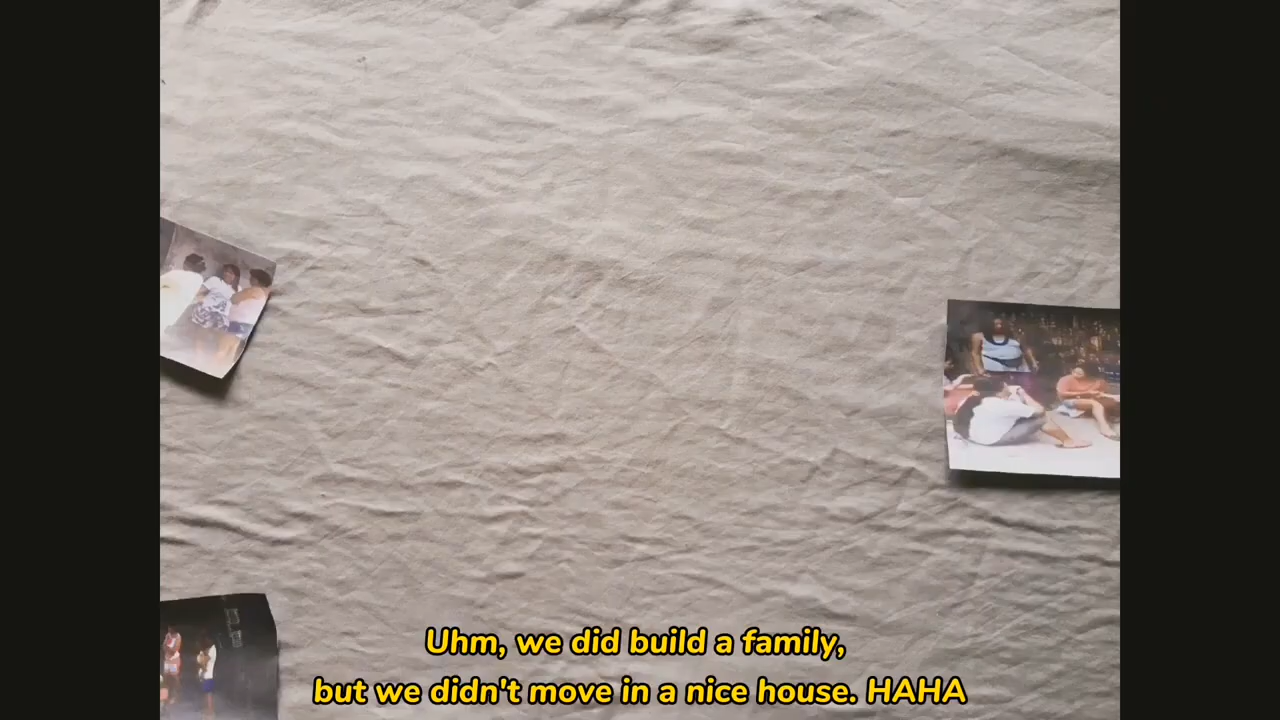 Uhm, we did build a family,
but we didn't move in a nice house. HAHA